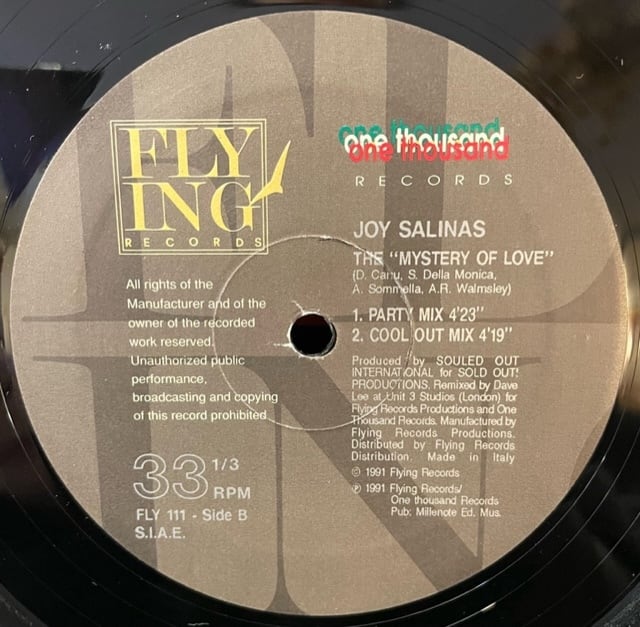 FLY
ING
RECORDS
one thousand
one thousand
one thousand
RECORDS
JOY SALINAS
THE "MYSTERY OF LOVE"
(D. Canu, S. Della Monica,
A. Sommella, A.R. Walmsley)
1. PARTY MIX 4'23"
2. COOL OUT MIX 4'19"
All rights of the
Manufacturer and of the
owner of the recorded
work reserved.
Unauthorized public
performance,
broadcasting and copying
of this record prohibited
Produced by SOULED OUT
INTERNATIONAL for SOLD OUT!
PRODUCTIONS. Remixed by Dave
Lee at Unit 3 Studios (London) for
Flying Records Productions and One
Thousand Records. Manufactured by
Flying Records Productions.
Distributed by Flying Records
Distribution. Made in Italy
© 1991 Flying Records
℗ 1991 Flying Records/
One thousand Records
Pub: Millenote Ed. Mus.
33 1/3
RPM
FLY 111 - Side B
S.I.A.E.